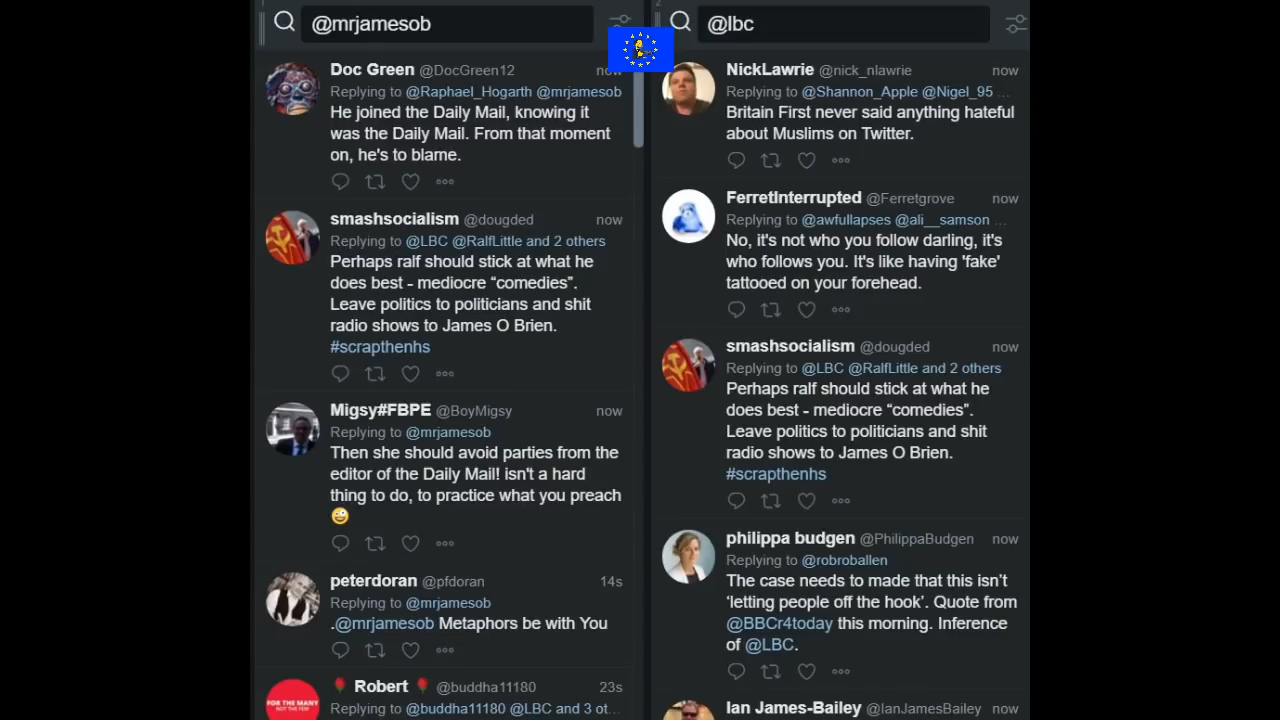 @mrjamesob
Doc Green @DocGreen12 now
Replying to @Raphael_Hogarth @mrjamesob
He joined the Daily Mail, knowing it
was the Daily Mail. From that moment
on, he's to blame.
smashsocialism @dougded now
Replying to @LBC @RalfLittle and 2 others
Perhaps ralf should stick at what he
does best - mediocre “comedies”.
Leave politics to politicians and shit
radio shows to James O Brien.
#scrapthenhs
Migsy#FBPE @BoyMigsy now
Replying to @mrjamesob
Then she should avoid parties from the
editor of the Daily Mail! isn't a hard
thing to do, to practice what you preach
😜
peterdoran @pfdoran 14s
Replying to @mrjamesob
.@mrjamesob Metaphors be with You
🌹 Robert 🌹 @buddha11180 23s
FOR THE MANY
NOT THE FEW
Replying to @buddha11180 @LBC and 3 ot...
@lbc
NickLawrie @nick_nlawrie now
Replying to @Shannon_Apple @Nigel_95 ...
Britain First never said anything hateful
about Muslims on Twitter.
FerretInterrupted @Ferretgrove now
Replying to @awfullapses @ali__samson ...
No, it's not who you follow darling, it's
who follows you. It's like having 'fake'
tattooed on your forehead.
smashsocialism @dougded now
Replying to @LBC @RalfLittle and 2 others
Perhaps ralf should stick at what he
does best - mediocre “comedies”.
Leave politics to politicians and shit
radio shows to James O Brien.
#scrapthenhs
philippa budgen @PhilippaBudgen now
Replying to @robroballen
The case needs to made that this isn’t
‘letting people off the hook’. Quote from
@BBCr4today this morning. Inference
of @LBC.
Ian James-Bailey @IanJamesBailey now